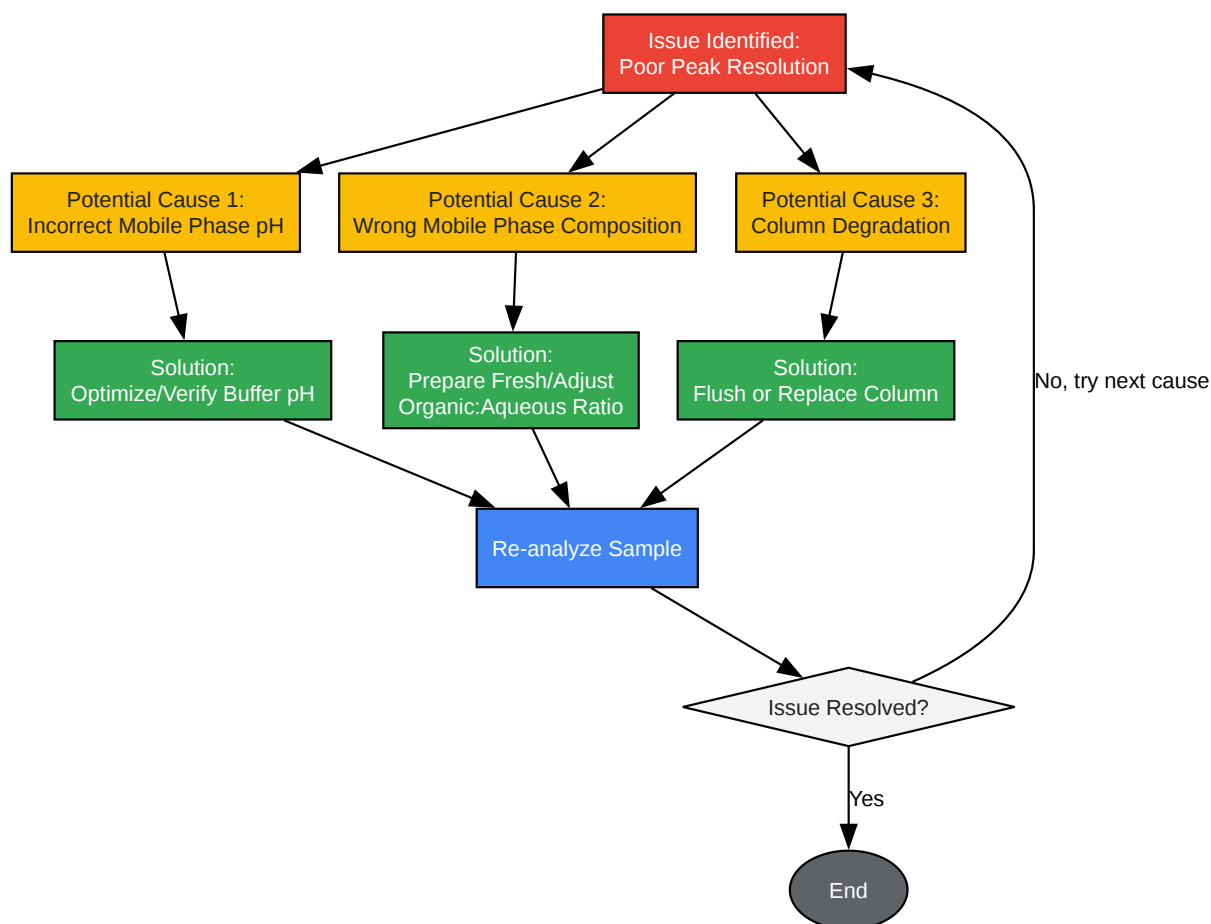 Issue Identified:
Poor Peak Resolution
Potential Cause 1:
Incorrect Mobile Phase pH
Potential Cause 2:
Wrong Mobile Phase Composition
Potential Cause 3:
Column Degradation
Solution:
Optimize/Verify Buffer pH
Solution:
Prepare Fresh/Adjust
Organic:Aqueous Ratio
Solution:
Flush or Replace Column
No, try next cause
Re-analyze Sample
Issue Resolved?
Yes
End